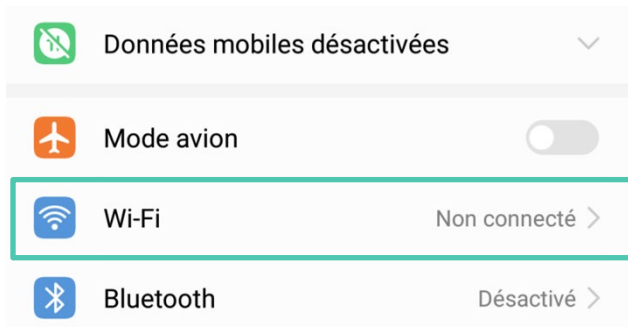 Données mobiles désactivées
Mode avion
Wi-Fi Non connecté
Bluetooth Désactivé